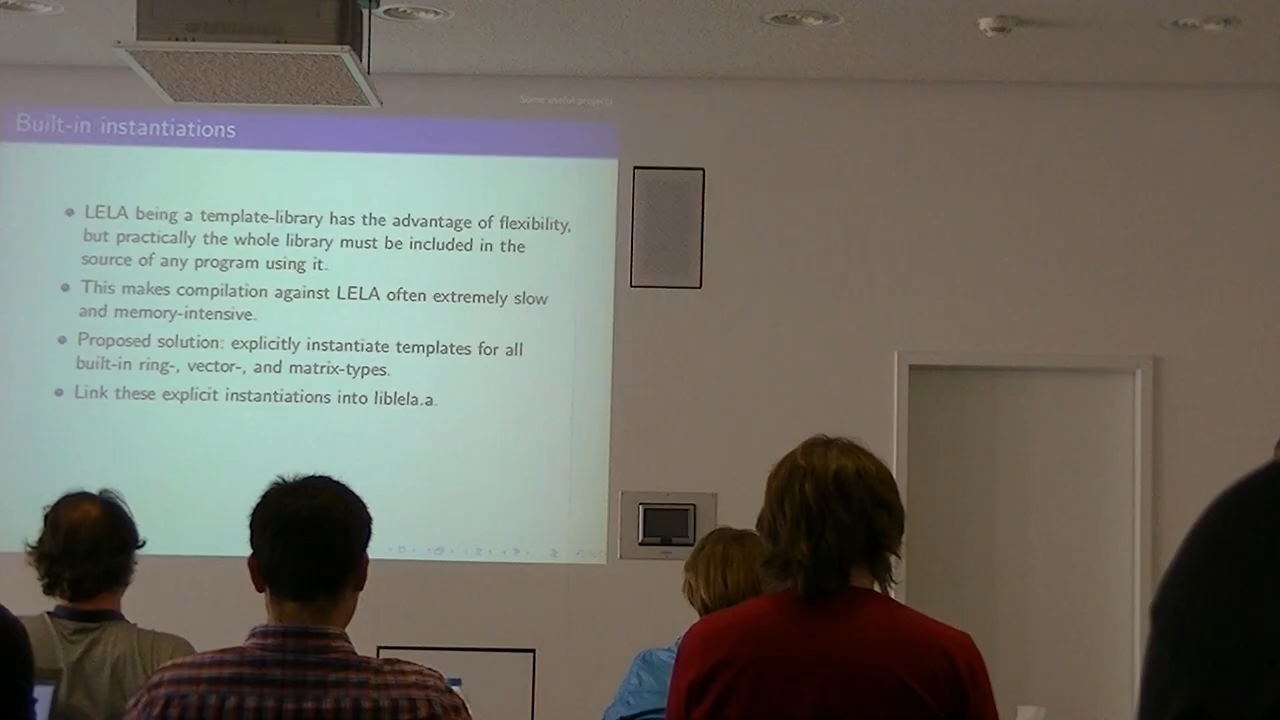 Some useful projects
Built-in instantiations
LELA being a template-library has the advantage of flexibility,
but practically the whole library must be included in the
source of any program using it.
This makes compilation against LELA often extremely slow
and memory-intensive.
Proposed solution: explicitly instantiate templates for all
built-in ring-, vector-, and matrix-types.
Link these explicit instantiations into liblela.a.